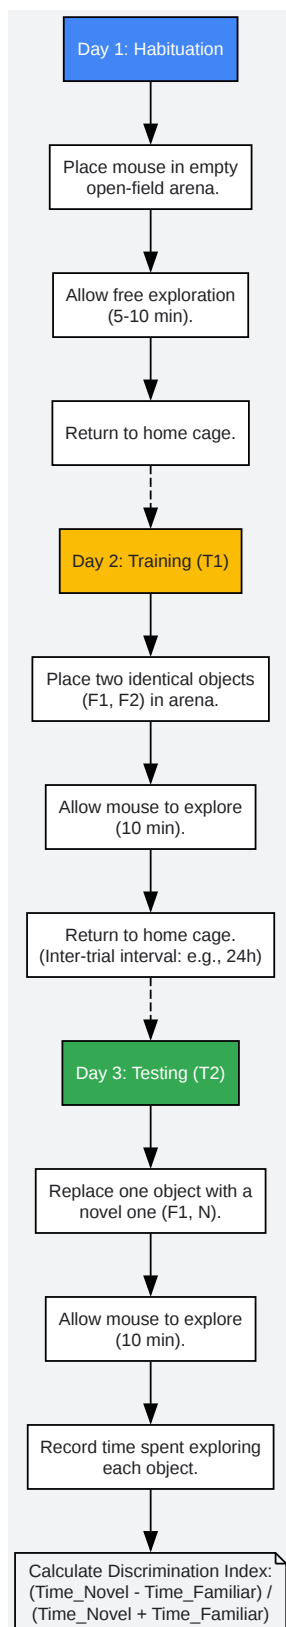 Day 1: Habituation
Place mouse in empty
open-field arena.
Allow free exploration
(5-10 min).
Return to home cage.
Day 2: Training (T1)
Place two identical objects
(F1, F2) in arena.
Allow mouse to explore
(10 min).
Return to home cage.
(Inter-trial interval: e.g., 24h)
Day 3: Testing (T2)
Replace one object with a
novel one (F1, N).
Allow mouse to explore
(10 min).
Record time spent exploring
each object.
Calculate Discrimination Index:
(Time_Novel - Time_Familiar) /
(Time_Novel + Time_Familiar)